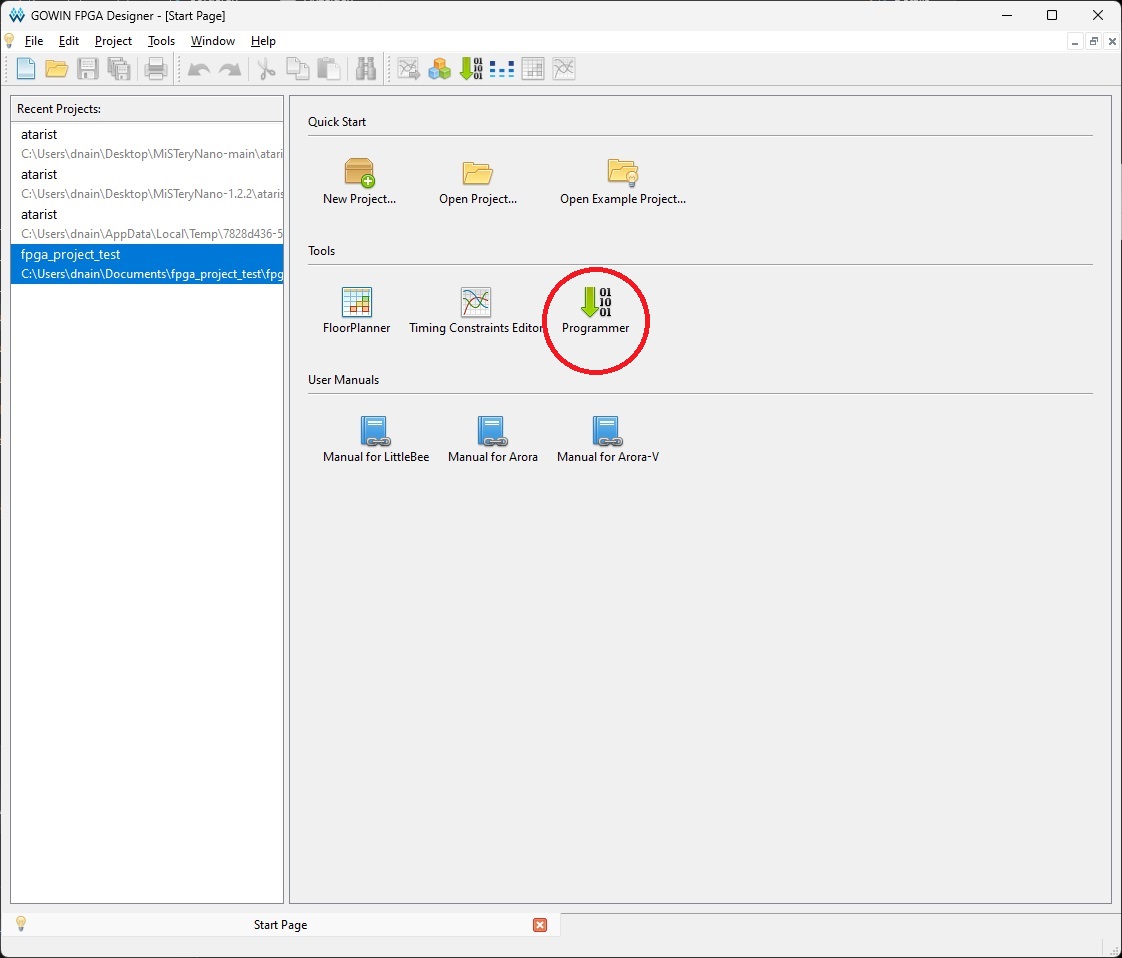 GOWIN FPGA Designer - [Start Page]
File Edit Project Tools Window Help
Recent Projects:
atarist
C:\Users\dnain\Desktop\MiSTeryNano-main\atari
atarist
C:\Users\dnain\Desktop\MiSTeryNano-1.2.2\ataris
atarist
C:\Users\dnain\AppData\Local\Temp\7828d436-5
fpga_project_test
C:\Users\dnain\Documents\fpga_project_test\fpg
Quick Start
New Project... Open Project... Open Example Project...
Tools
01
10
01
FloorPlanner Timing Constraints Editor Programmer
User Manuals
Manual for LittleBee Manual for Arora Manual for Arora-V
Start Page